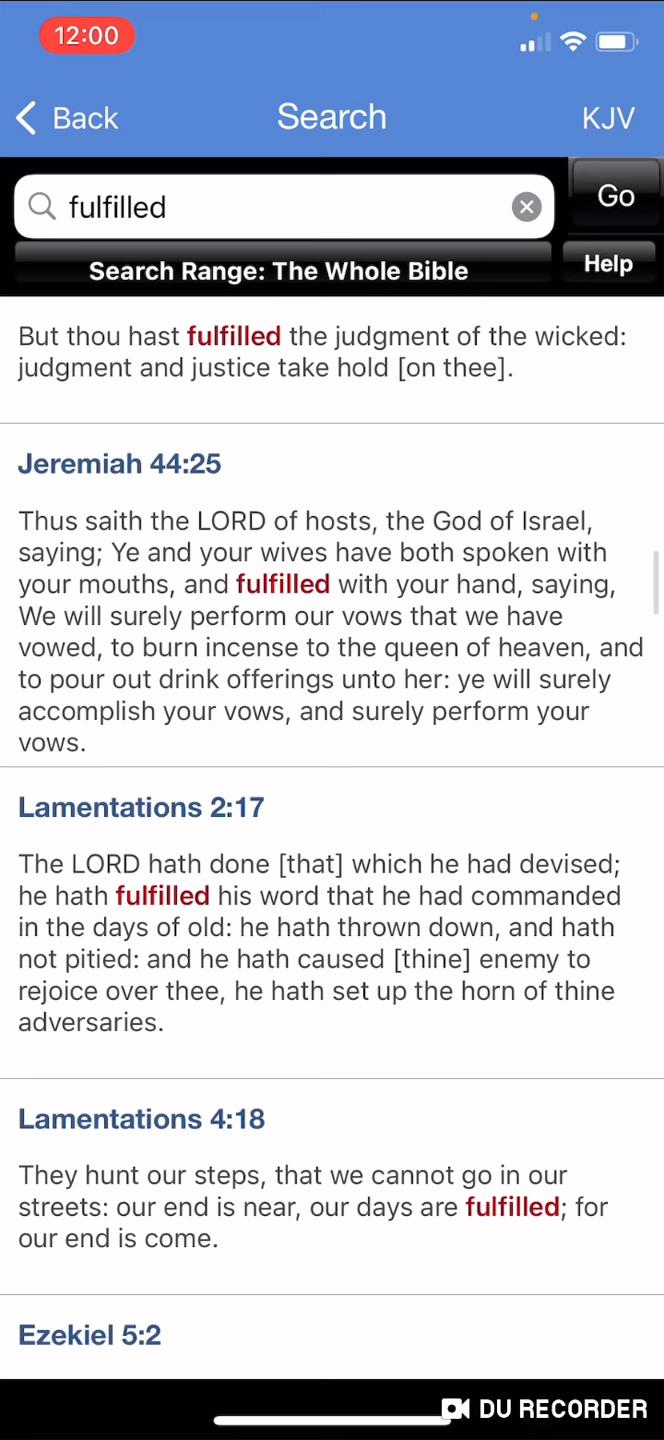 12:00
Back
Search
KJV
fulfilled
Go
Search Range: The Whole Bible
Help
But thou hast fulfilled the judgment of the wicked:
judgment and justice take hold [on thee].
Jeremiah 44:25
Thus saith the LORD of hosts, the God of Israel,
saying; Ye and your wives have both spoken with
your mouths, and fulfilled with your hand, saying,
We will surely perform our vows that we have
vowed, to burn incense to the queen of heaven, and
to pour out drink offerings unto her: ye will surely
accomplish your vows, and surely perform your
vows.
Lamentations 2:17
The LORD hath done [that] which he had devised;
he hath fulfilled his word that he had commanded
in the days of old: he hath thrown down, and hath
not pitied: and he hath caused [thine] enemy to
rejoice over thee, he hath set up the horn of thine
adversaries.
Lamentations 4:18
They hunt our steps, that we cannot go in our
streets: our end is near, our days are fulfilled; for
our end is come.
Ezekiel 5:2
DU RECORDER